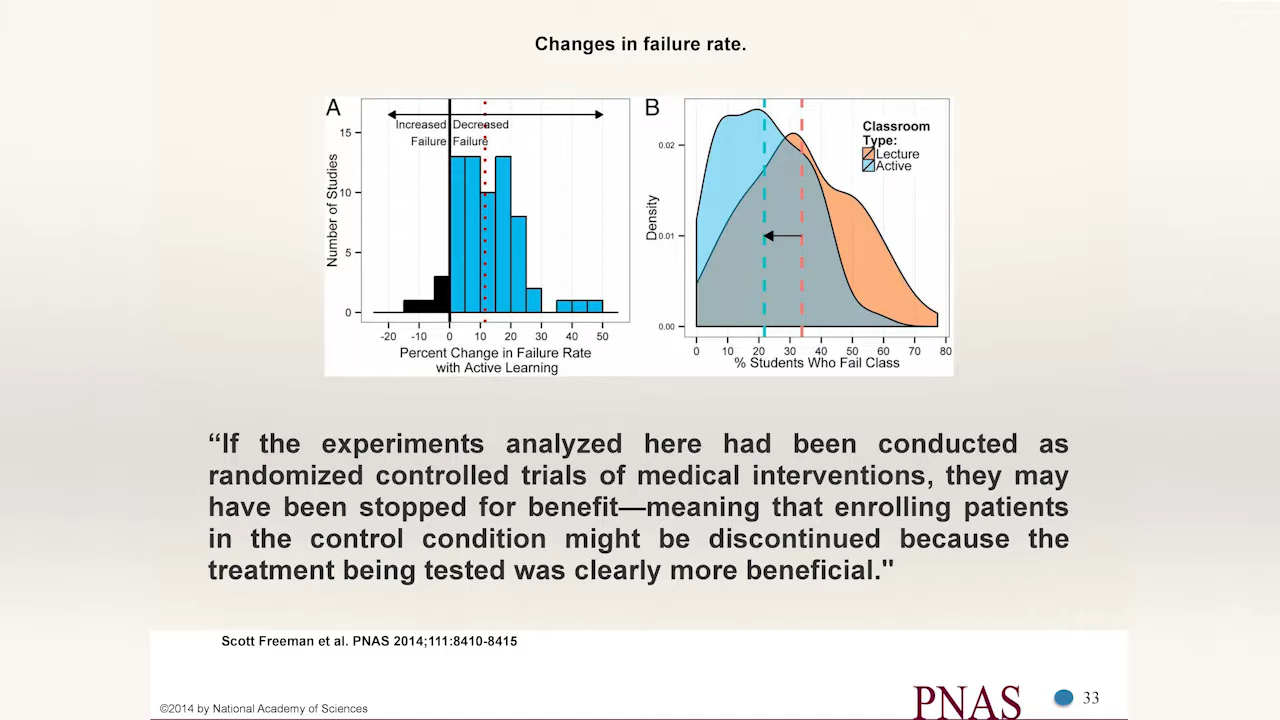 Changes in failure rate.
A
Increased Decreased
Failure Failure
15
10
5
0
Number of Studies
-20 -10 0 10 20 30 40 50
Percent Change in Failure Rate
with Active Learning
B
Classroom
Type:
Lecture
Active
0.02
0.01
0.00
Density
0 10 20 30 40 50 60 70 80
% Students Who Fail Class
“If the experiments analyzed here had been conducted as
randomized controlled trials of medical interventions, they may
have been stopped for benefit—meaning that enrolling patients
in the control condition might be discontinued because the
treatment being tested was clearly more beneficial."
Scott Freeman et al. PNAS 2014;111:8410-8415
©2014 by National Academy of Sciences
PNAS
33